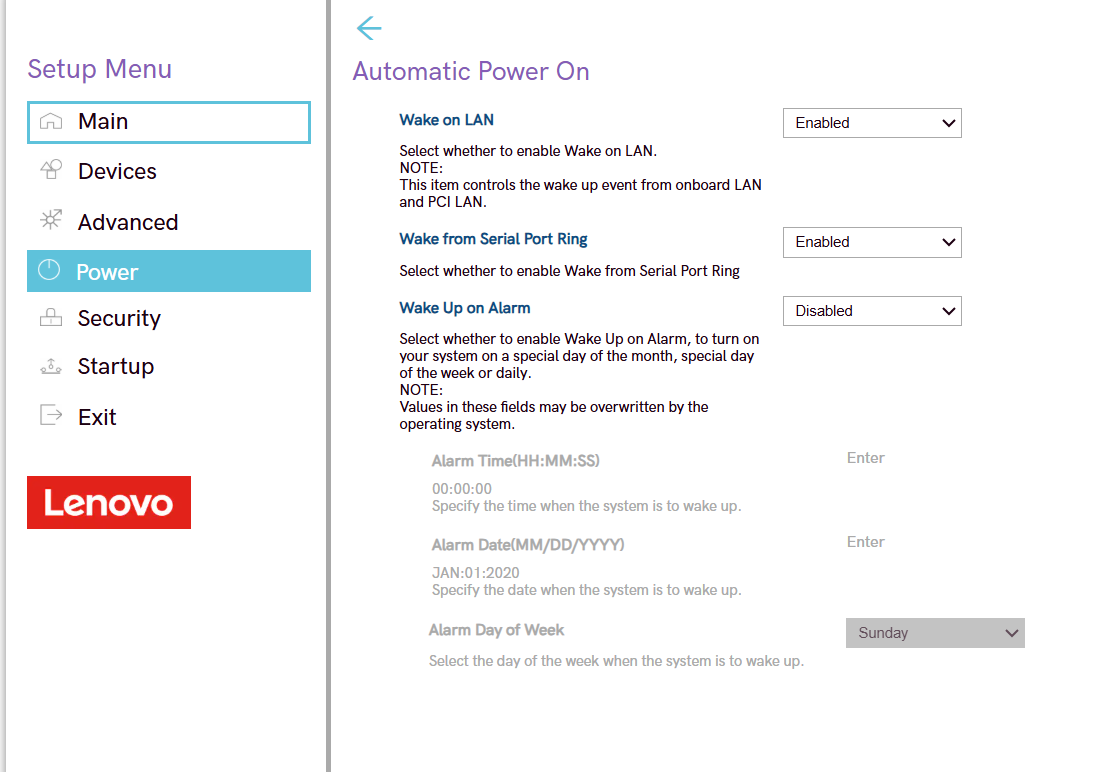 Setup Menu
Main
Devices
Advanced
Power
Security
Startup
Exit
Lenovo
Automatic Power On
Wake on LAN
Enabled
Select whether to enable Wake on LAN.
NOTE:
This item controls the wake up event from onboard LAN
and PCI LAN.
Wake from Serial Port Ring
Enabled
Select whether to enable Wake from Serial Port Ring
Wake Up on Alarm
Disabled
Select whether to enable Wake Up on Alarm, to turn on
your system on a special day of the month, special day
of the week or daily.
NOTE:
Values in these fields may be overwritten by the
operating system.
Alarm Time(HH:MM:SS)
Enter
00:00:00
Specify the time when the system is to wake up.
Alarm Date(MM/DD/YYYY)
Enter
JAN:01:2020
Specify the date when the system is to wake up.
Alarm Day of Week
Sunday
Select the day of the week when the system is to wake up.